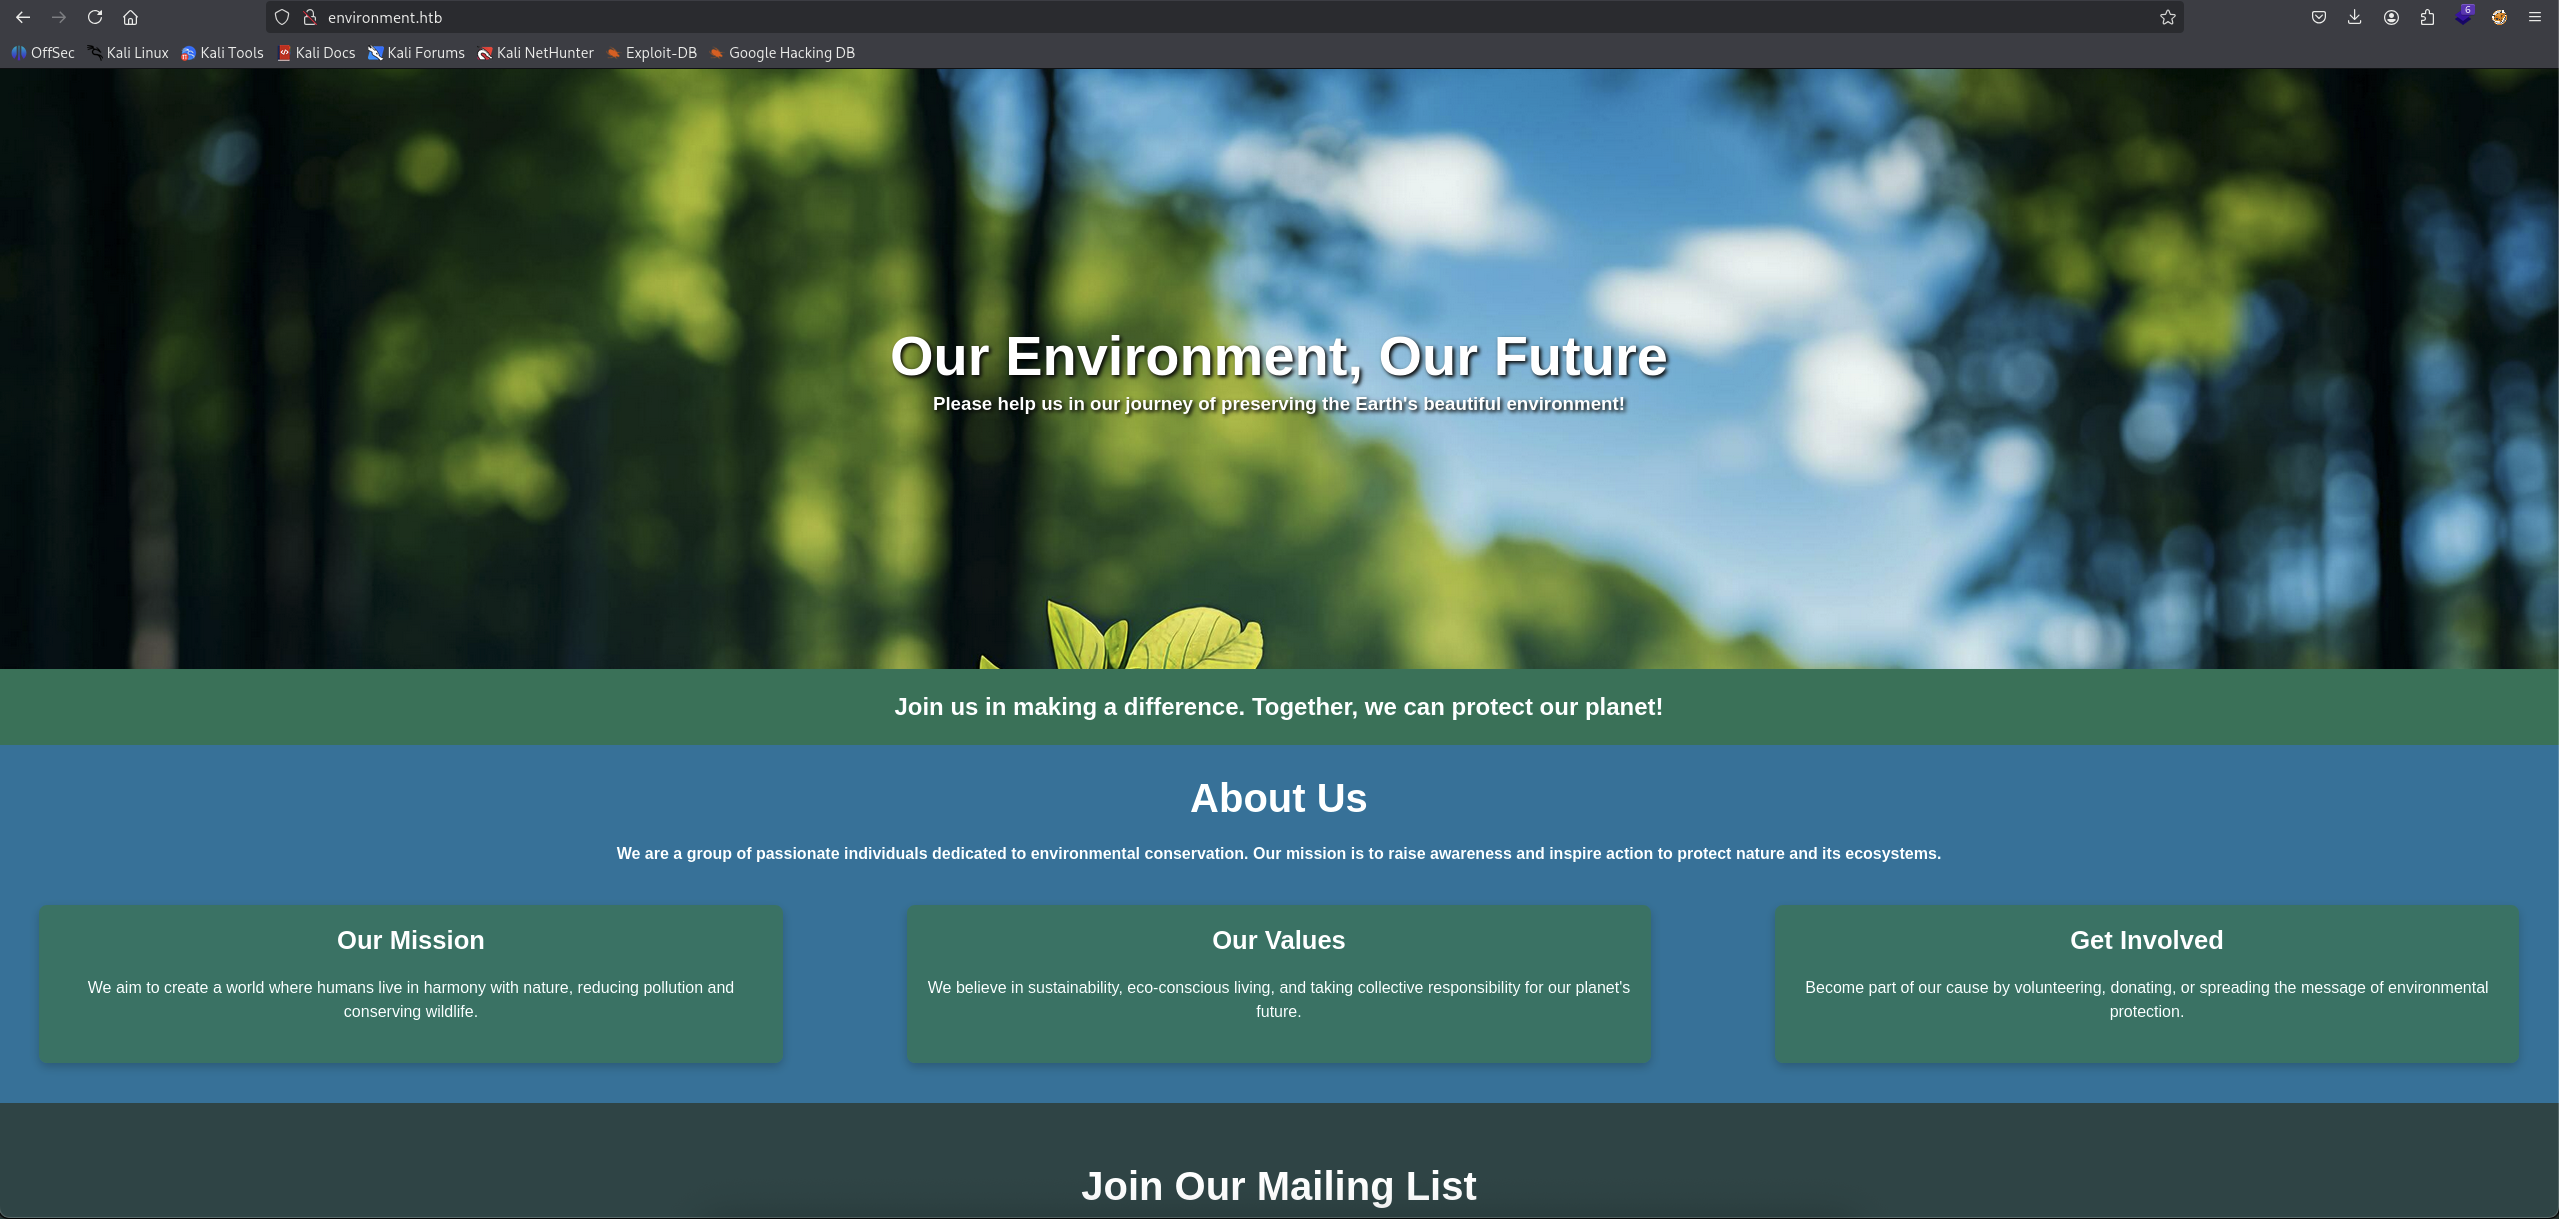 environment.htb
6
OffSec Kali Linux Kali Tools Kali Docs Kali Forums Kali NetHunter Exploit-DB Google Hacking DB
Our Environment, Our Future
Please help us in our journey of preserving the Earth's beautiful environment!
Join us in making a difference. Together, we can protect our planet!
About Us
We are a group of passionate individuals dedicated to environmental conservation. Our mission is to raise awareness and inspire action to protect nature and its ecosystems.
Our Mission
We aim to create a world where humans live in harmony with nature, reducing pollution and
conserving wildlife.
Our Values
We believe in sustainability, eco-conscious living, and taking collective responsibility for our planet's
future.
Get Involved
Become part of our cause by volunteering, donating, or spreading the message of environmental
protection.
Join Our Mailing List